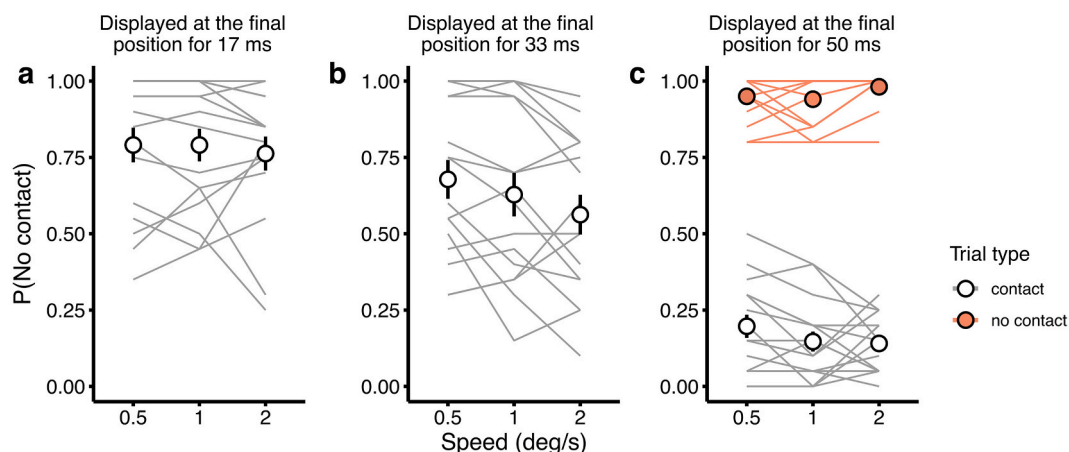 Displayed at the final
position for 17 ms
Displayed at the final
position for 33 ms
Displayed at the final
position for 50 ms
a
b
c
P(No contact)
1.00
0.75
0.50
0.25
0.00
0.5 1 2
1.00
0.75
0.50
0.25
0.00
0.5 1 2
1.00
0.75
0.50
0.25
0.00
0.5 1 2
Speed (deg/s)
Trial type
contact
no contact